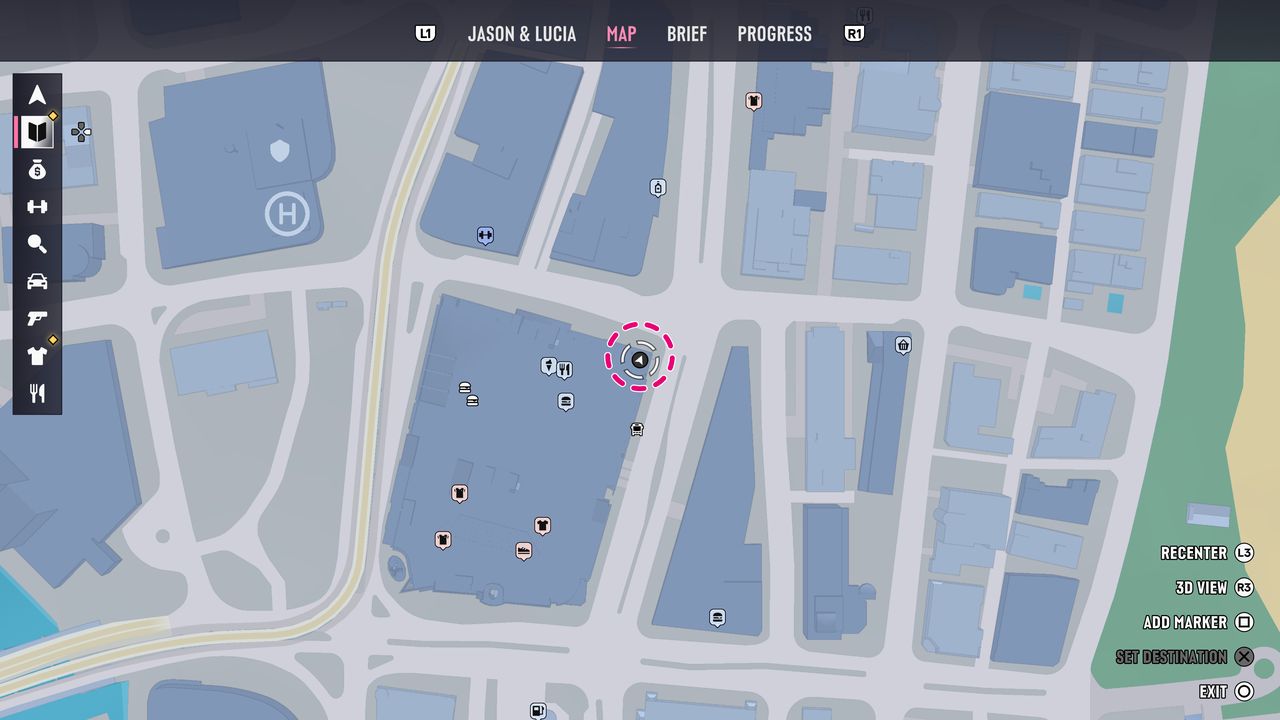 L1 JASON & LUCIA MAP BRIEF PROGRESS R1
H
RECENTER L3
3D VIEW R3
ADD MARKER
SET DESTINATION
EXIT